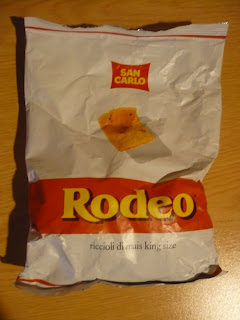 SAN
CARLO
Rodeo
riccioli di mais king size